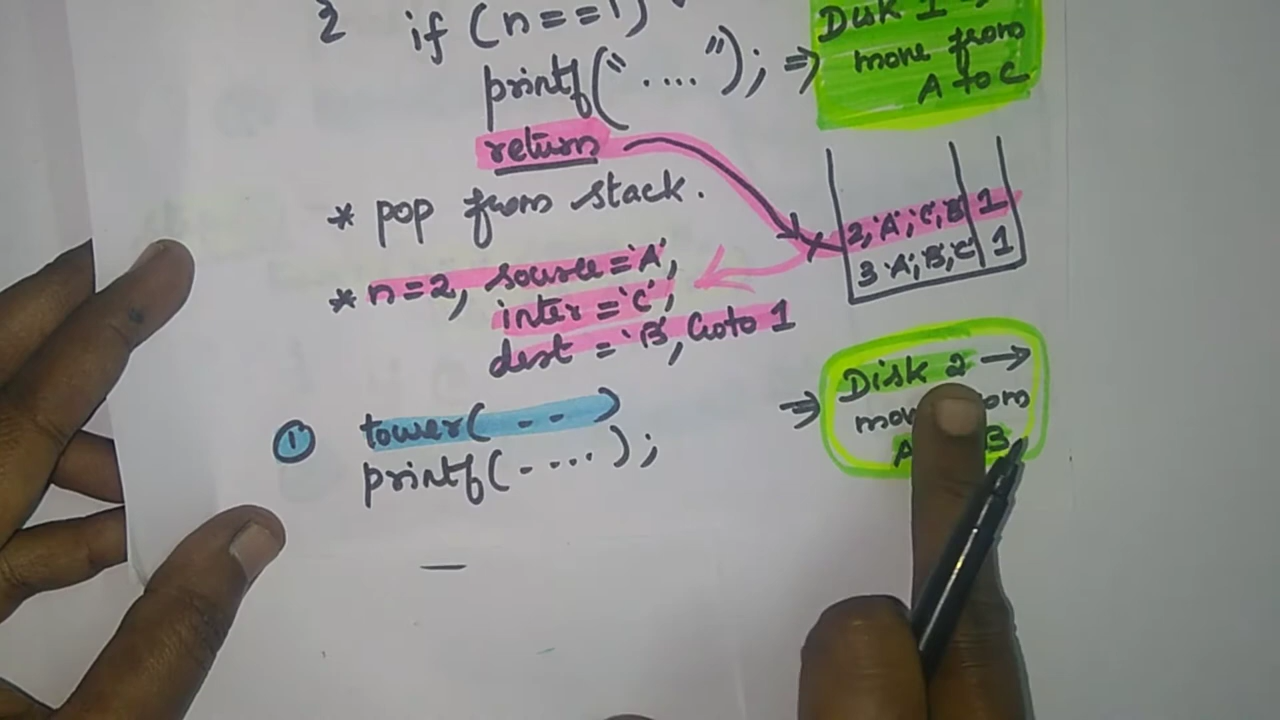 2 if (n==1)
printf("....");
⇒ Disk 1
move from
A to C
return
* pop from stack.
2, 'A', 'C', 'B' 1
3 'A', 'B', 'C' 1
* n=2, source='A',
inter='C',
dest='B', Goto 1
① tower(- - )
printf(-....);
⇒ Disk 2 →
A B